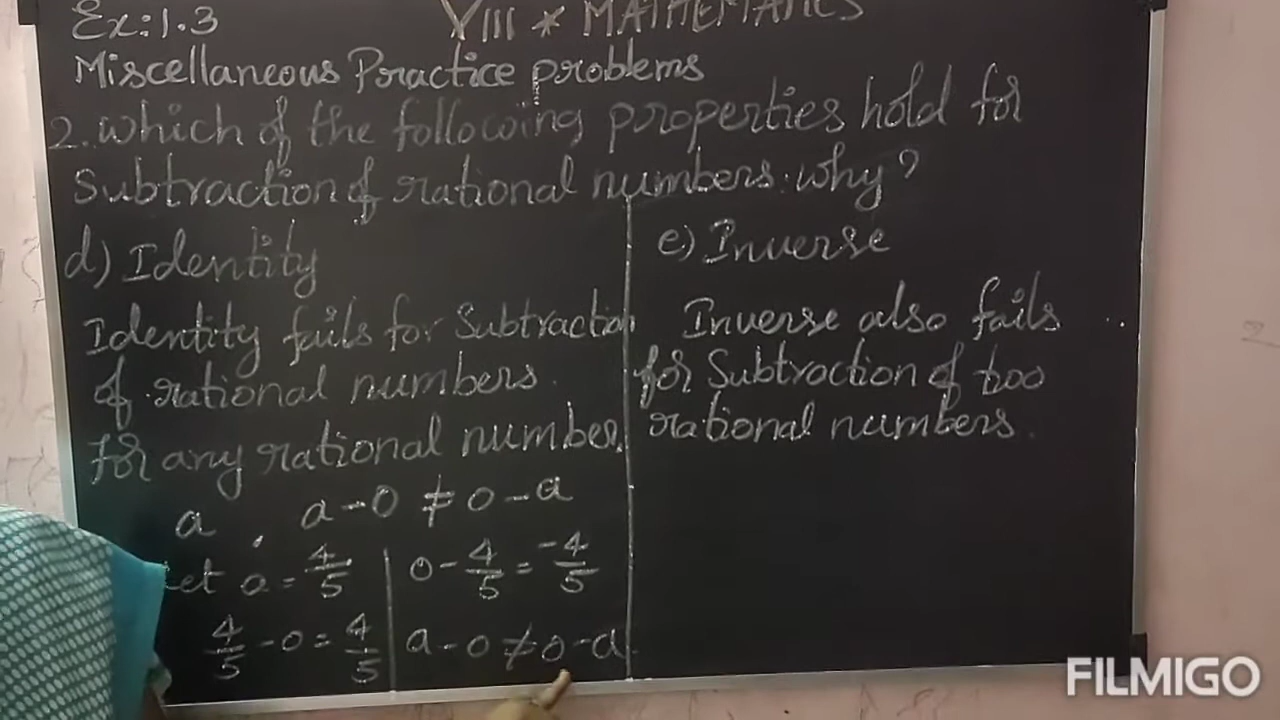 Ex:1.3
VIII * MATHEMATICS
Miscellaneous Practice problems
2. which of the following properties hold for
Subtraction of rational numbers. why?
d) Identity
Identity fails for Subtraction
of rational numbers.
for any rational number,
a, a-0 ≠ 0-a
Let a = 4/5
4/5 - 0 = 4/5
0 - 4/5 = -4/5
a-0 ≠ 0-a
e) Inverse
Inverse also fails
for Subtraction of two
rational numbers.
FILMIGO